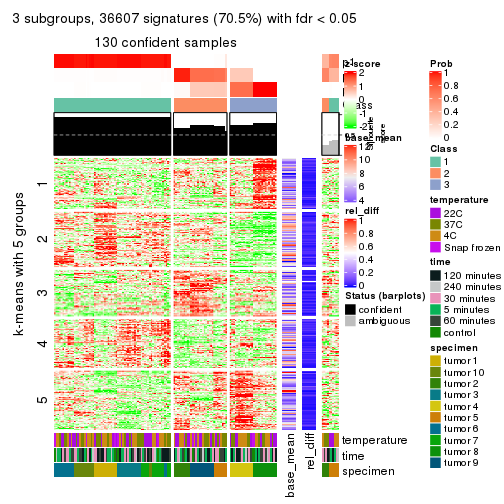 3 subgroups, 36607 signatures (70.5%) with fdr < 0.05
130 confident samples
k-means with 5 groups
1
2
3
4
5
z-score
2
1
0
-1
-2
base_mean
12
10
8
6
4
rel_diff
1
0.8
0.6
0.4
0.2
0
Status (barplots)
confident
ambiguous
Prob
1
0.8
0.6
0.4
0.2
0
Class
1
2
3
temperature
22C
37C
4C
Snap frozen
time
120 minutes
240 minutes
30 minutes
5 minutes
60 minutes
control
specimen
tumor 1
tumor 10
tumor 2
tumor 3
tumor 4
tumor 5
tumor 6
tumor 7
tumor 8
tumor 9
temperature
time
specimen
base_mean
rel_diff